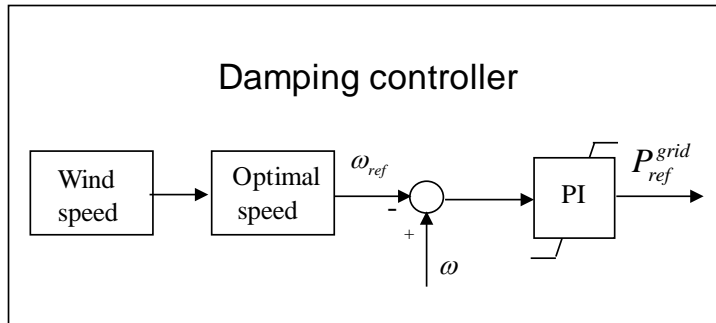 Damping controller
Wind
speed
Optimal
speed
ω_ref
-
+
ω
PI
P_ref^grid